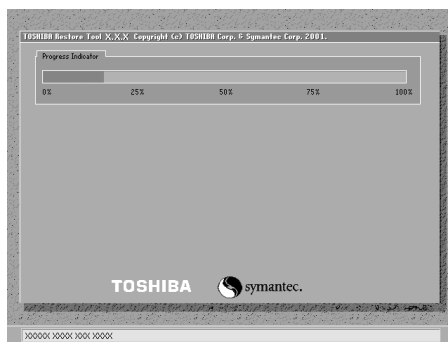 TOSHIBA Restore Tool X.X.X Copyright (c) TOSHIBA Corp. & Symantec Corp. 2001.
Progress Indicator
0% 25% 50% 75% 100%
TOSHIBA symantec.
XXXXX XXXX XXX XXXX